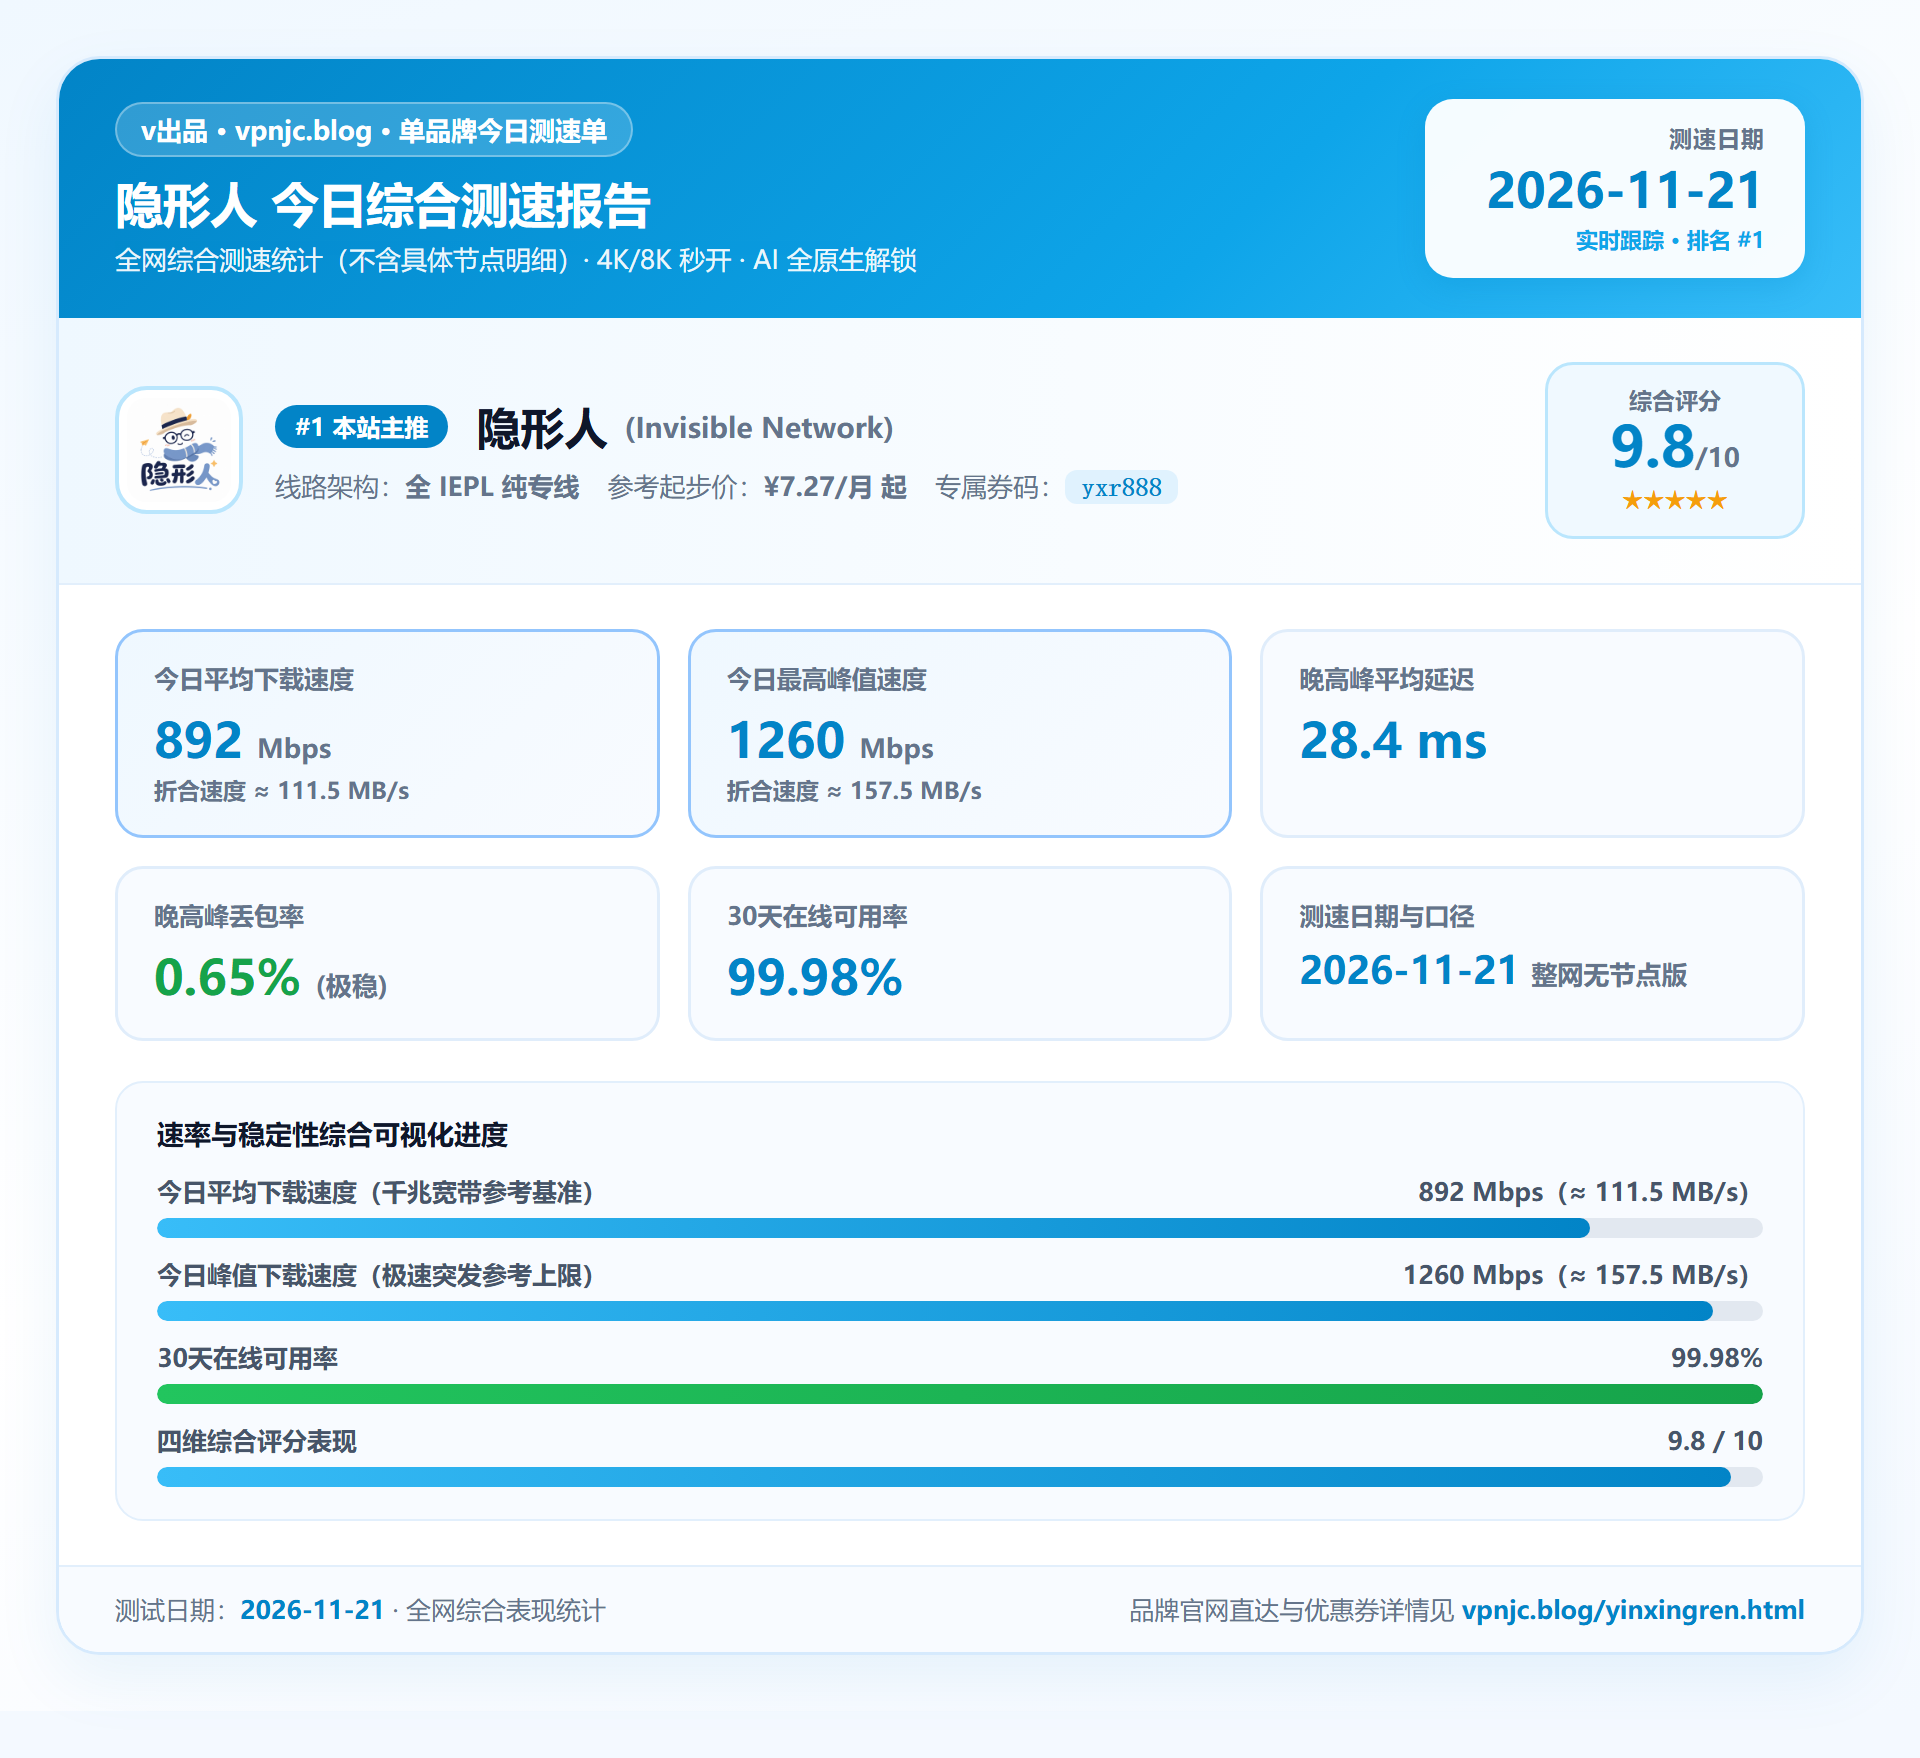 v出品 • vpnjc.blog • 单品牌今日测速单
隐形人 今日综合测速报告
全网综合测速统计（不含具体节点明细）· 4K/8K 秒开 · AI 全原生解锁
测速日期
2026-11-21
实时跟踪 • 排名 #1
隐形人
#1 本站主推 隐形人 (Invisible Network)
线路架构：全 IEPL 纯专线 参考起步价：¥7.27/月 起 专属券码：yxr888
综合评分
9.8/10
★★★★★
今日平均下载速度
892 Mbps
折合速度 ≈ 111.5 MB/s
今日最高峰值速度
1260 Mbps
折合速度 ≈ 157.5 MB/s
晚高峰平均延迟
28.4 ms
晚高峰丢包率
0.65% (极稳)
30天在线可用率
99.98%
测速日期与口径
2026-11-21 整网无节点版
速率与稳定性综合可视化进度
今日平均下载速度（千兆宽带参考基准） 892 Mbps（≈ 111.5 MB/s）
今日峰值下载速度（极速突发参考上限） 1260 Mbps（≈ 157.5 MB/s）
30天在线可用率 99.98%
四维综合评分表现 9.8 / 10
测试日期：2026-11-21 · 全网综合表现统计
品牌官网直达与优惠券详情见 vpnjc.blog/yinxingren.html